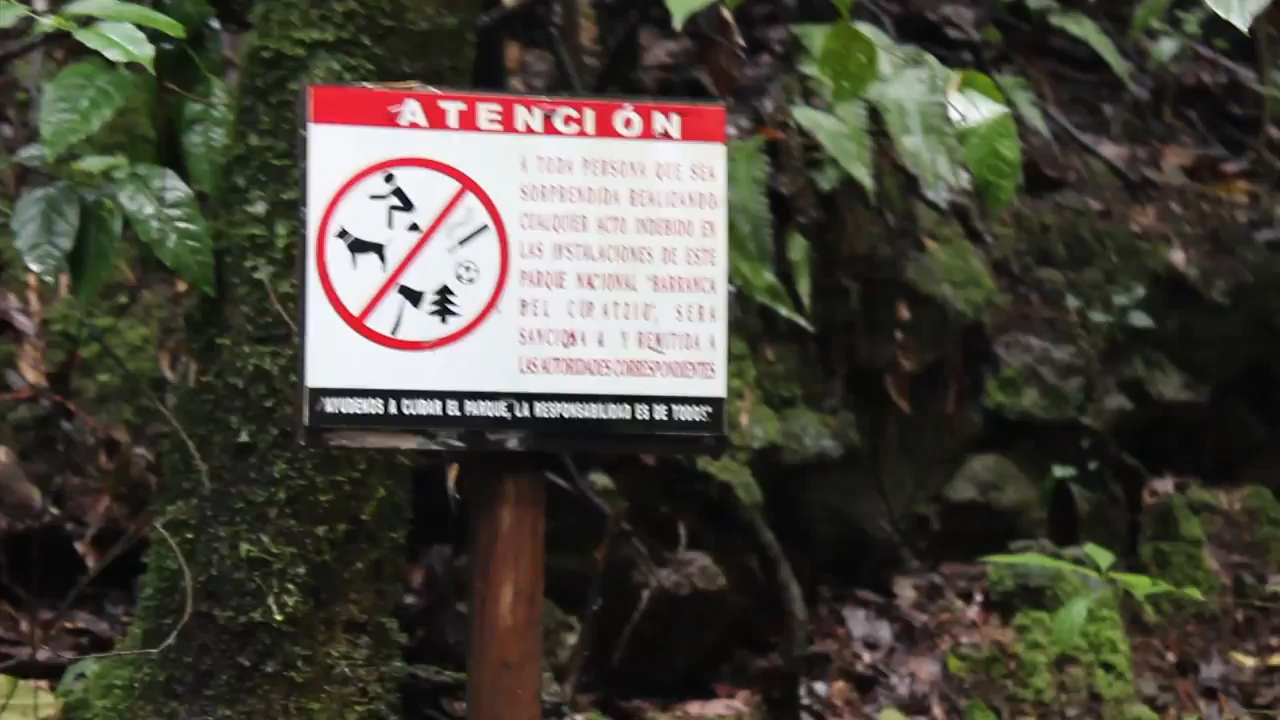 ATENCIÓN
A TODA PERSONA QUE SEA
SORPRENDIDA REALIZANDO
CUALQUIER ACTO INDEBIDO EN
LAS INSTALACIONES DE ESTE
PARQUE NACIONAL "BARRANCA
DEL CUPATZIO", SERA
SANCIONADA Y REMITIDA A
LAS AUTORIDADES CORRESPONDIENTES
"AYUDENOS A CUIDAR EL PARQUE, LA RESPONSABILIDAD ES DE TODOS"